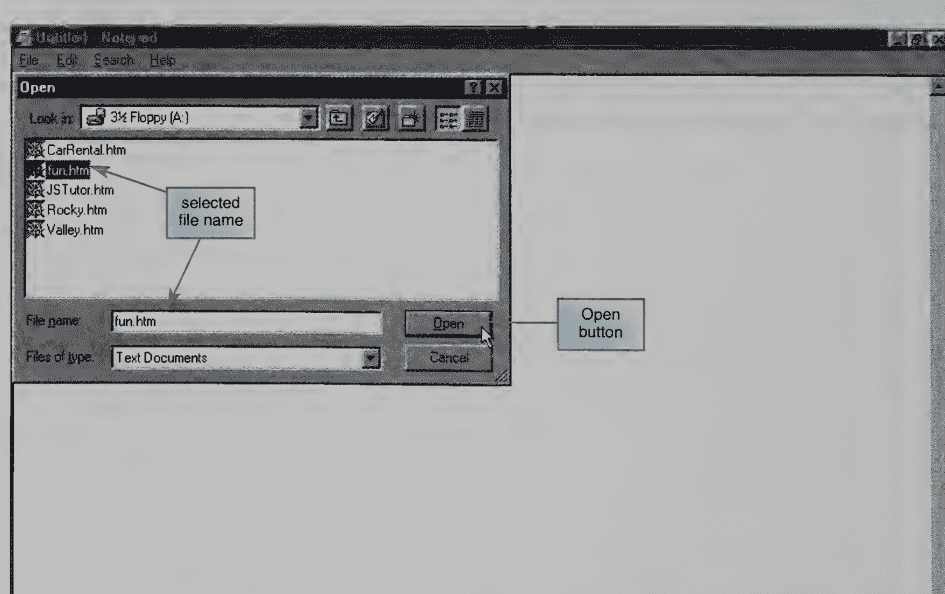 Untitled - Notepad
File Edit Search Help
Open
Look in: 3½ Floppy (A:)
CarRental.htm
fun.htm
JSTutor.htm
Rocky.htm
Valley.htm
selected
file name
File name: fun.htm Open
Files of type: Text Documents Cancel
Open
button